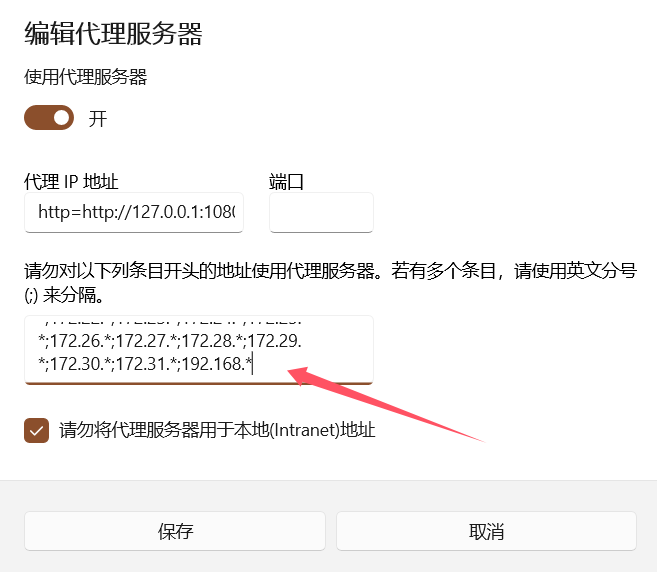 编辑代理服务器
使用代理服务器
开
代理 IP 地址
端口
http=http://127.0.0.1:1080
请勿对以下列条目开头的地址使用代理服务器。若有多个条目，请使用英文分号
(;) 来分隔。
*;172.26.*;172.27.*;172.28.*;172.29.
*;172.30.*;172.31.*;192.168.*
请勿将代理服务器用于本地(Intranet)地址
保存
取消